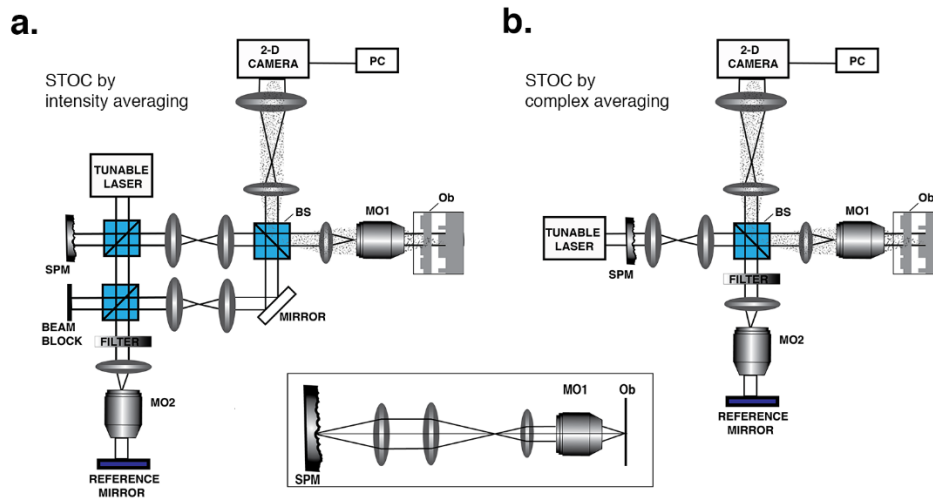 a.
STOC by
intensity averaging
2-D
CAMERA
PC
TUNABLE
LASER
SPM
BS
MO1
Ob
BEAM
BLOCK
FILTER
MIRROR
MO2
REFERENCE
MIRROR
b.
STOC by
complex averaging
2-D
CAMERA
PC
TUNABLE
LASER
SPM
BS
MO1
Ob
FILTER
MO2
REFERENCE
MIRROR
SPM
MO1
Ob